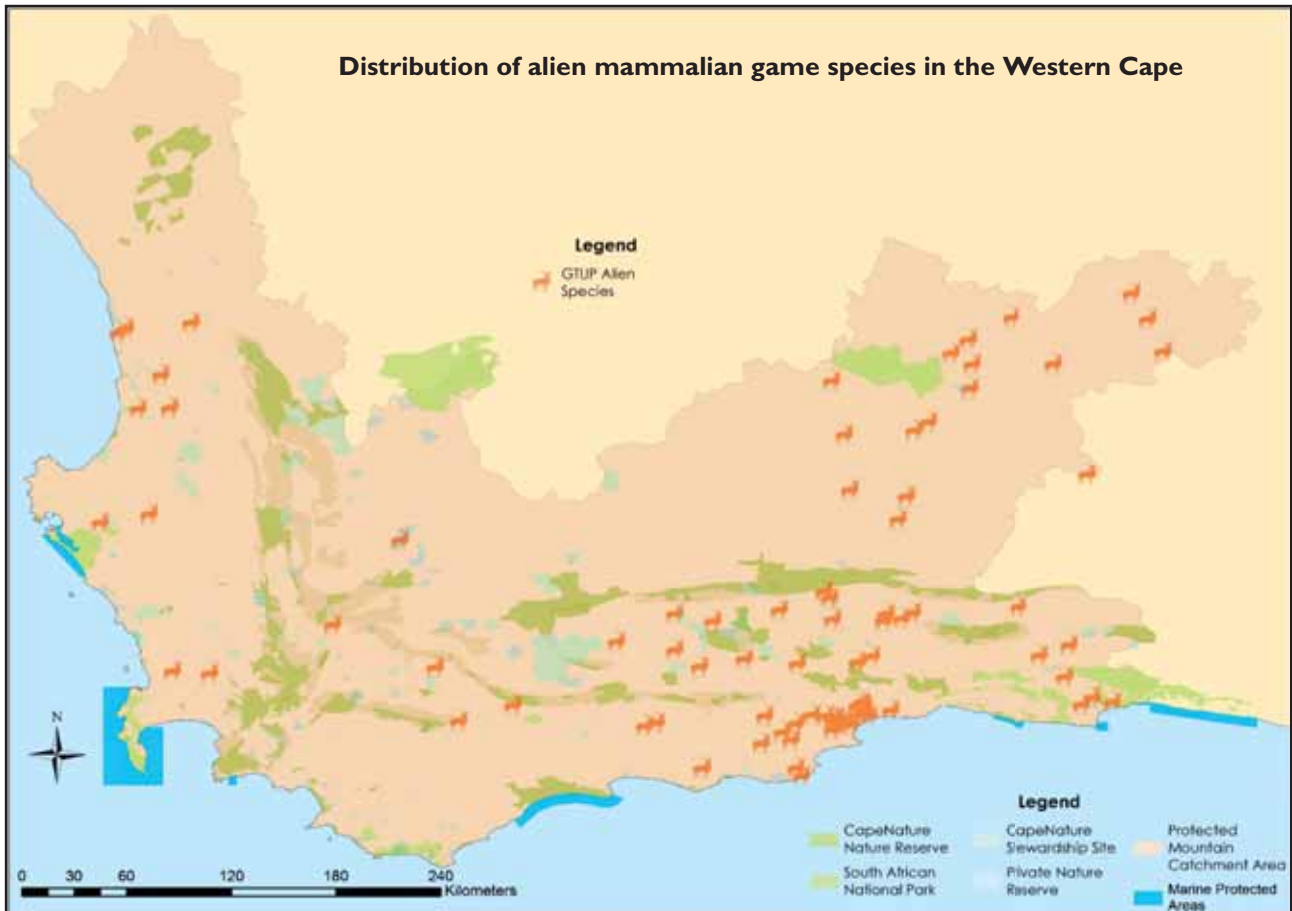 Distribution of alien mammalian game species in the Western Cape
Legend
GTUP Alien
Species
N
Legend
CapeNature
Nature Reserve
South African
National Park
CapeNature
Stewardship Site
Private Nature
Reserve
Protected
Mountain
Catchment Area
Marine Protected
Areas
0 30 60 120 180 240
Kilometers